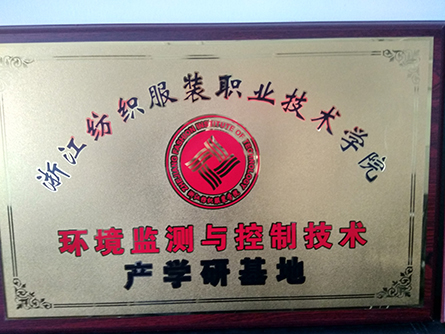 浙江纺织服装职业技术学院
环境监测与控制技术
产学研基地